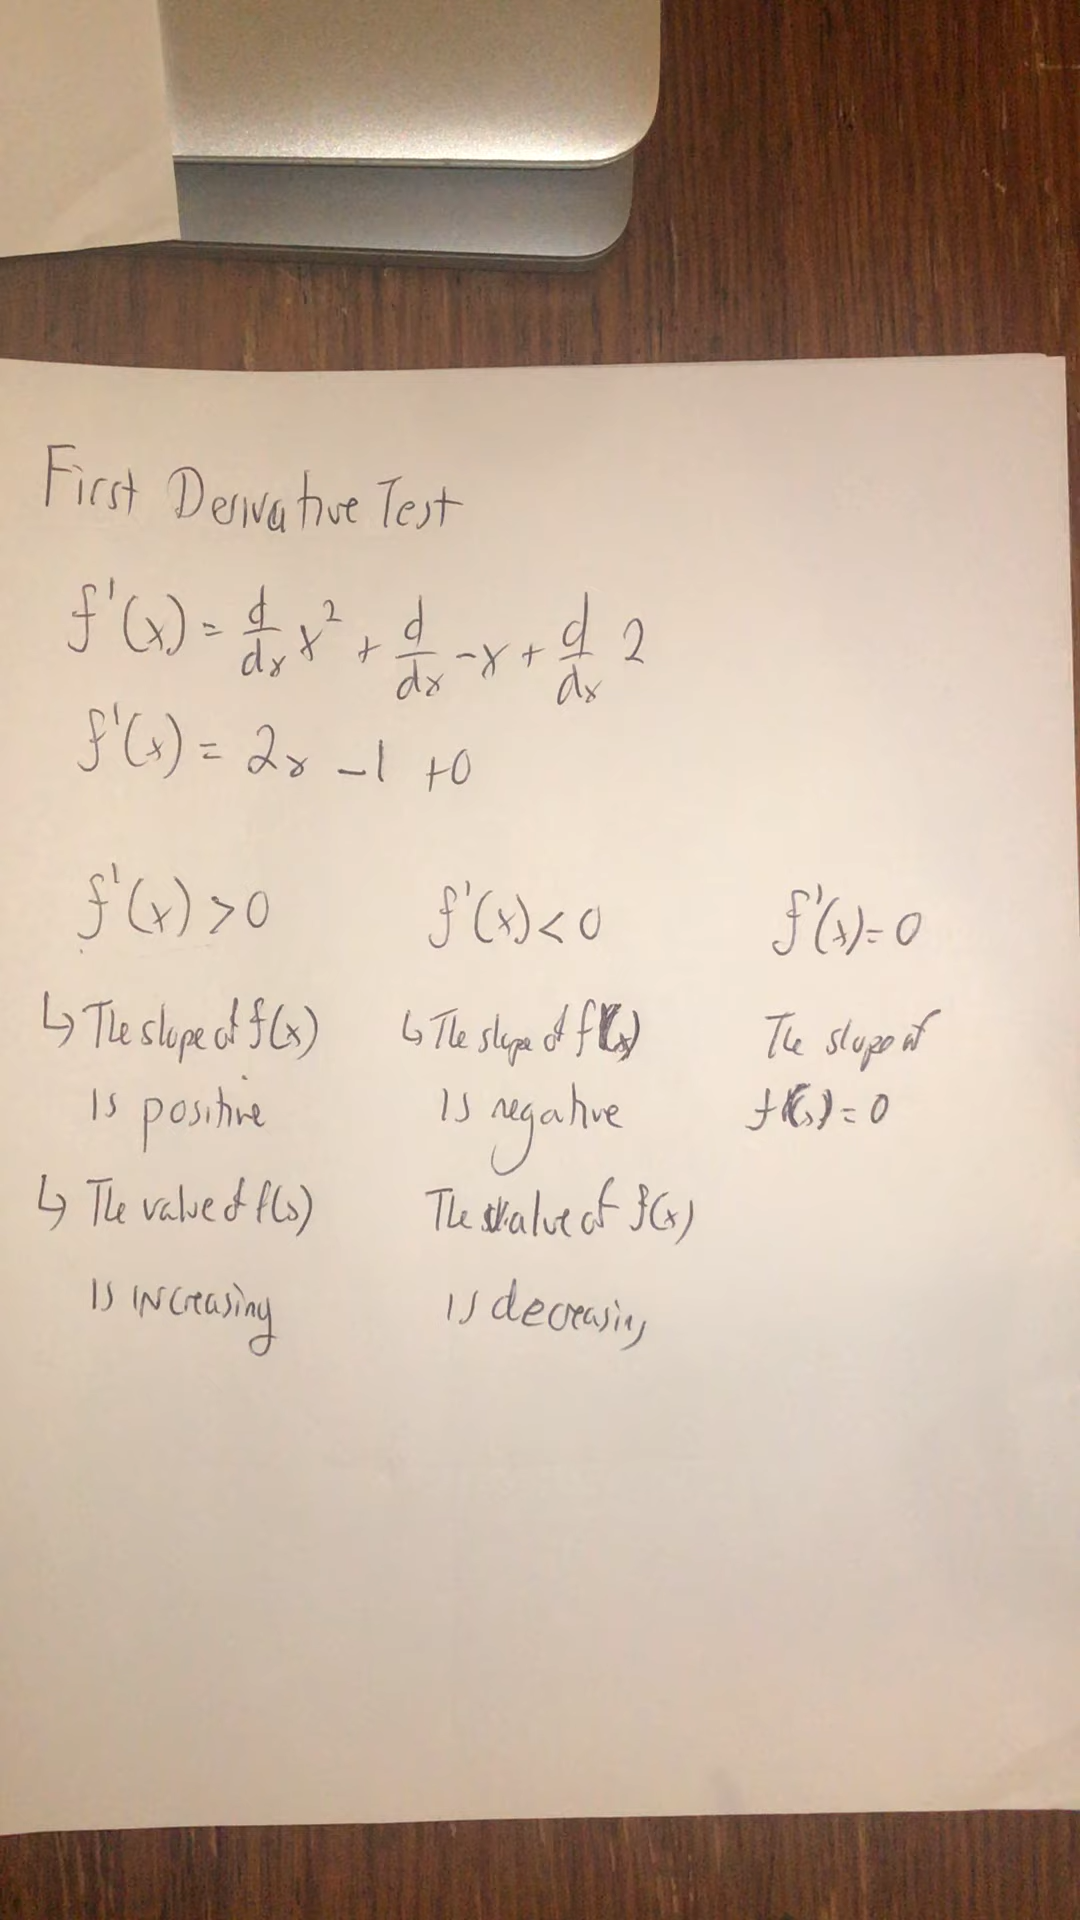 First Derivative Test
f'(x) = d/dx x² + d/dx -x + d/dx 2
f'(x) = 2x -1 +0
f'(x) >0
f'(x) < 0
f'(x) = 0
↳ The slope of f(x)
is positive
↳ The value of f(x)
is increasing
↳ The slope of f(x)
is negative
The value of f(x)
is decreasing
The slope of
f(x) = 0